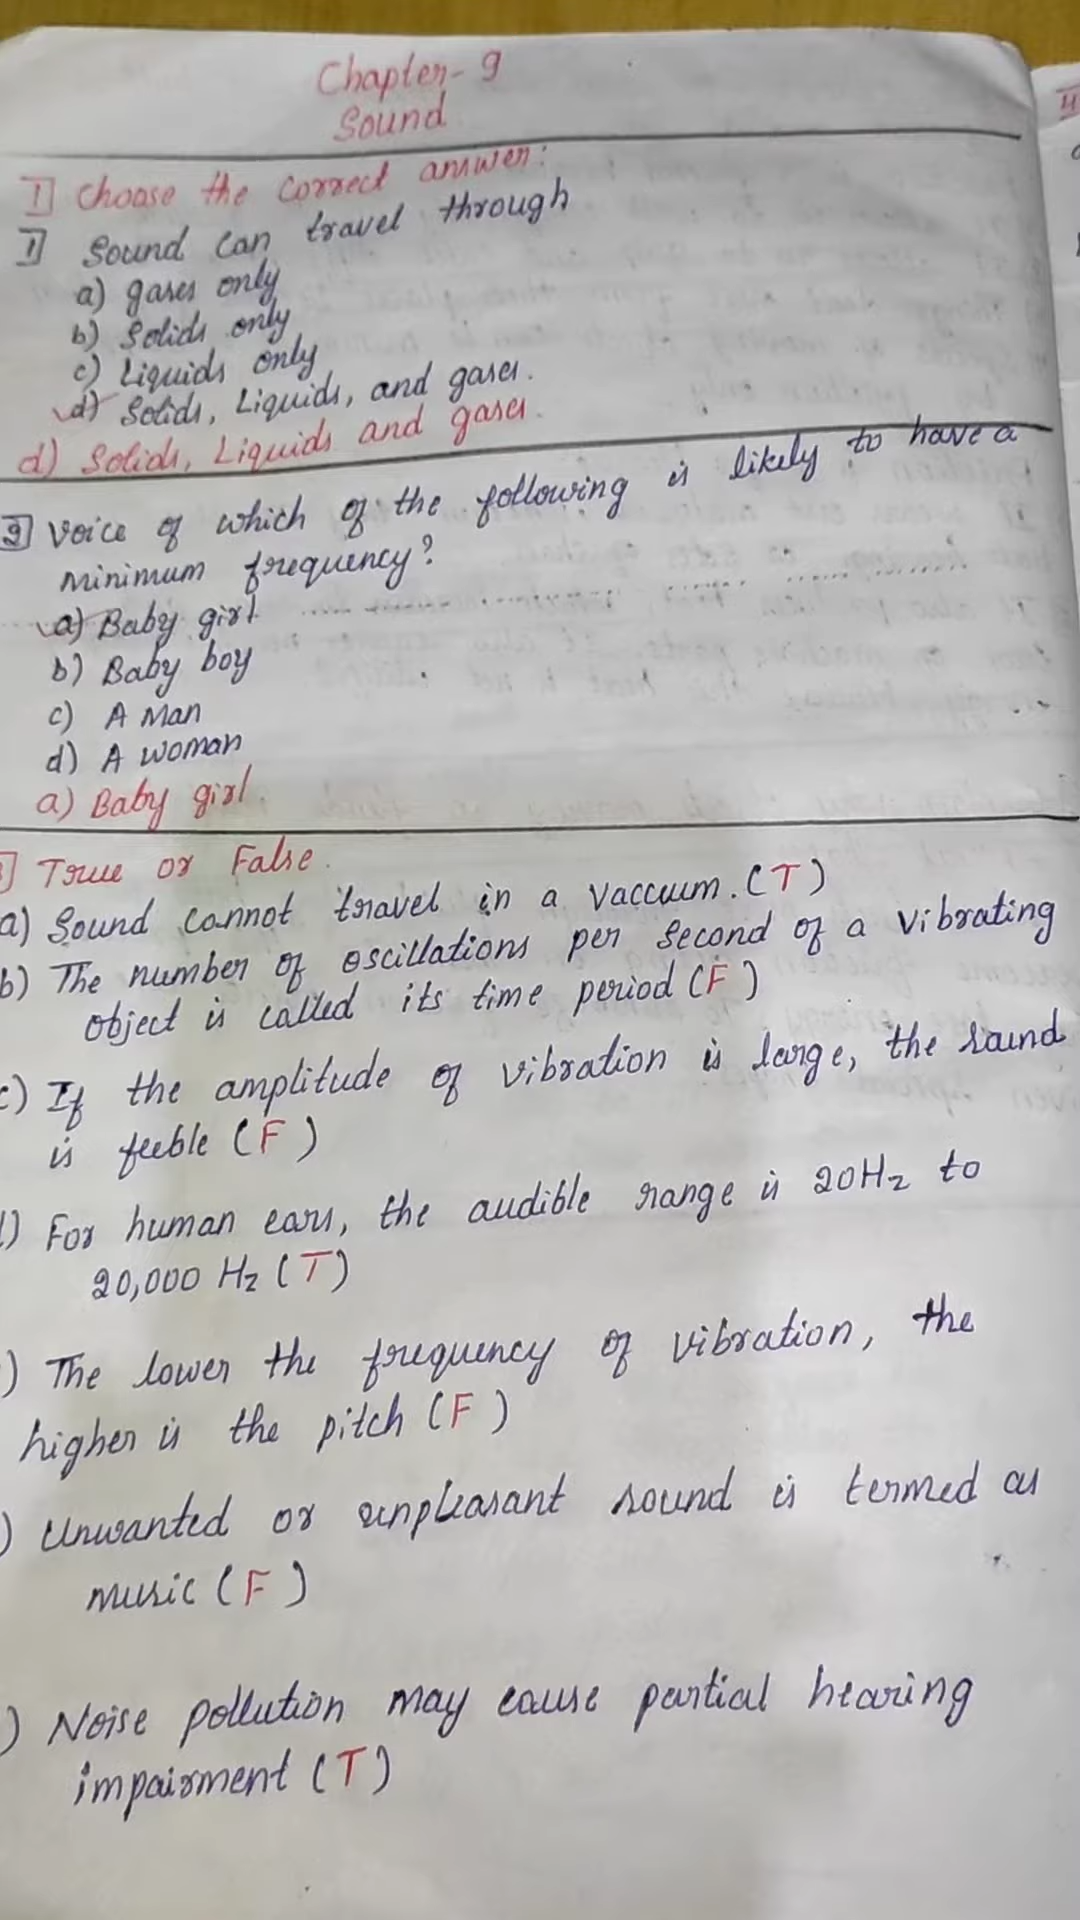 Chapter-9
Sound
I] Choose the Correct answer:
1] Sound can travel through
a) gases only
b) Solids only
c) Liquids only
d) Solids, Liquids, and gases.
d) Solids, Liquids and gases.
2] Voice of which of the following is likely to have a
minimum frequency?
a) Baby girl
b) Baby boy
c) A Man
d) A woman
a) Baby girl
] True or False.
a) Sound cannot travel in a vaccuum. (T)
b) The number of oscillations per second of a vibrating
object is called its time period (F)
c) If the amplitude of vibration is large, the sound
is feeble (F)
) For human ears, the audible range is 20Hz to
20,000 Hz (T)
) The lower the frequency of vibration, the
higher is the pitch (F)
) Unwanted or unpleasant sound is termed as
music (F)
) Noise pollution may cause partial hearing
impairment (T)